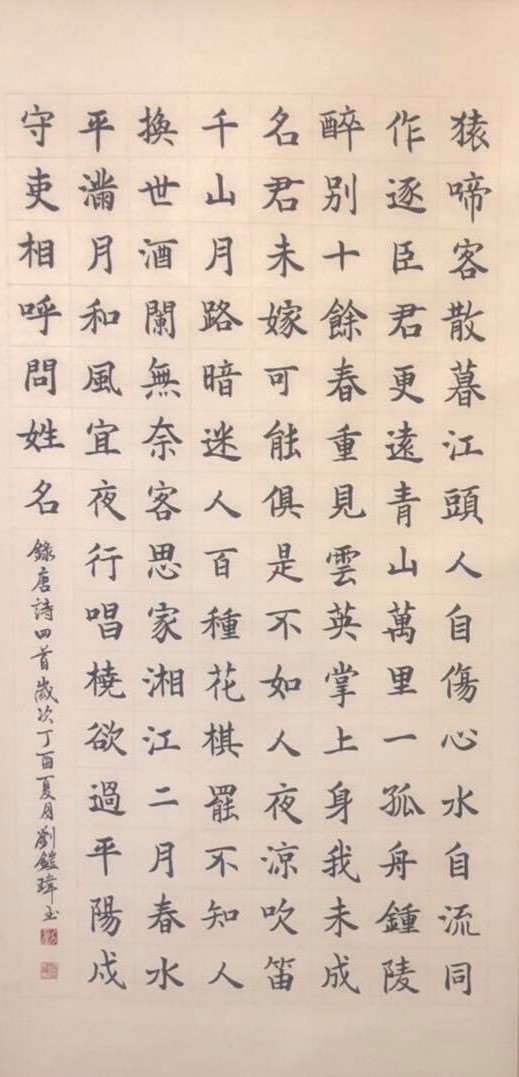 猿啼客散暮江頭人自傷心水自流同
作逐臣君更遠青山萬里一孤舟鍾陵
醉別十餘春重見雲英掌上身我未成
名君未嫁可能俱是不如人夜涼吹笛
千山月路暗迷人百種花棋罷不知人
換世酒闌無奈客思家湘江二月春水
平滿月和風宜夜行唱橈欲過平陽戍
守吏相呼問姓名
錄唐詩四首歲次丁酉夏月劉鎧瑋書